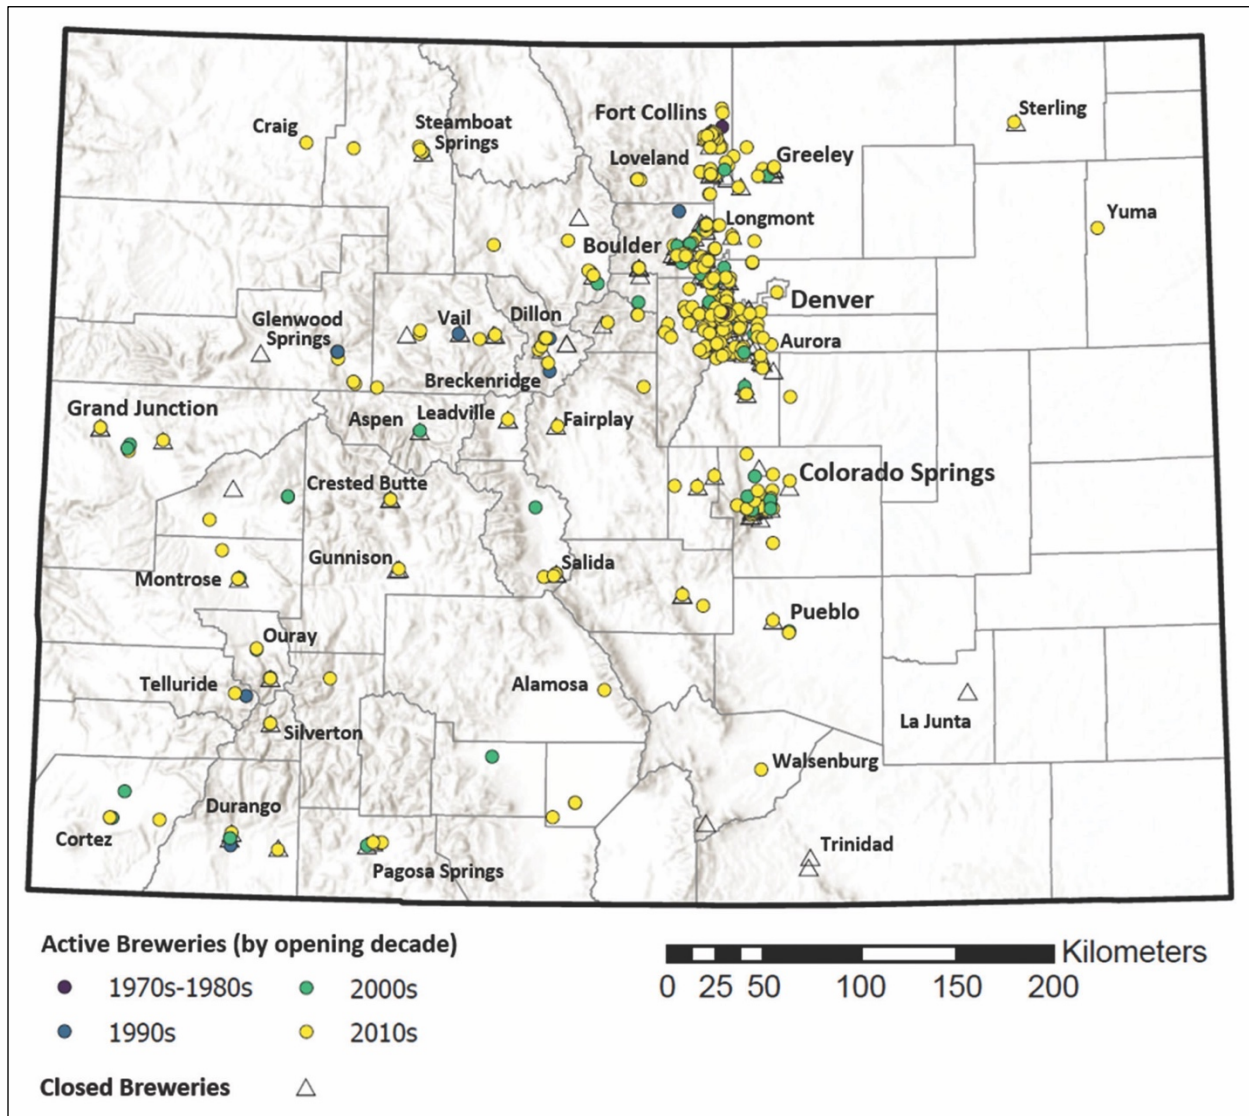 Fort Collins
Sterling
Craig
Steamboat
Springs
Loveland
Greeley
Yuma
Longmont
Boulder
Denver
Glenwood
Springs
Vail
Dillon
Aurora
Breckenridge
Grand Junction
Aspen
Leadville
Fairplay
Colorado Springs
Crested Butte
Gunnison
Salida
Montrose
Pueblo
Ouray
Telluride
Alamosa
La Junta
Silverton
Walsenburg
Durango
Cortez
Trinidad
Pagosa Springs
Active Breweries (by opening decade)
1970s-1980s
2000s
1990s
2010s
Closed Breweries
Kilometers
0 25 50 100 150 200